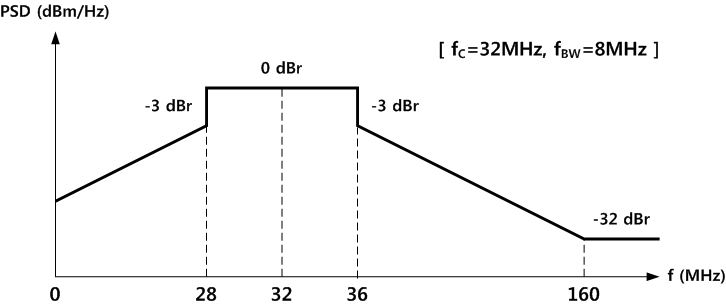 PSD (dBm/Hz)
[ fC=32MHz, fBW=8MHz ]
0 dBr
-3 dBr
-3 dBr
-32 dBr
f (MHz)
0
28
32
36
160